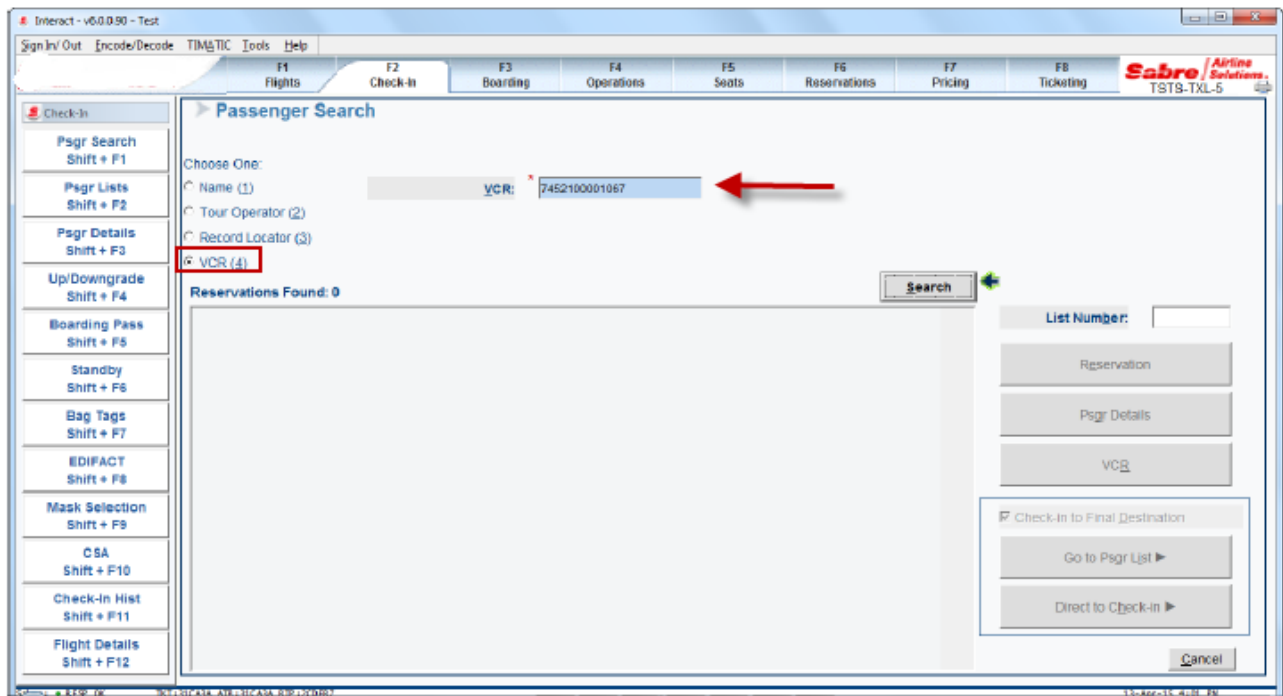 Interact - v6.0.0.90 - Test
Sign In/ Out Encode/Decode TIMATIC Tools Help
F1 F2 F3 F4 F5 F6 F7 F8
Flights Check-In Boarding Operations Seats Reservations Pricing Ticketing
Sabre Airline Solutions.
TSTS-TXL-5
Check-In
Passenger Search
Psgr Search
Shift + F1
Psgr Lists
Shift + F2
Psgr Details
Shift + F3
Up/Downgrade
Shift + F4
Boarding Pass
Shift + F5
Standby
Shift + F6
Bag Tags
Shift + F7
EDIFACT
Shift + F8
Mask Selection
Shift + F9
CSA
Shift + F10
Check-In Hist
Shift + F11
Flight Details
Shift + F12
Choose One:
Name (1)
Tour Operator (2)
Record Locator (3)
VCR (4)
VCR: * 7452100001067
Search
Reservations Found: 0
List Number:
Reservation
Psgr Details
VCR
Check-in to Final Destination
Go to Psgr List ►
Direct to Check-in ►
Cancel